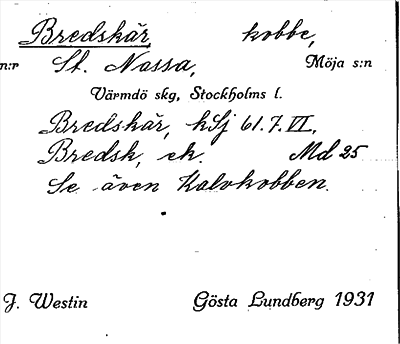 Bredskär kobbe,
n:r St. Nassa, Möja s:n
Värmdö skg, Stockholms l.
Bredskär, hSj 61.7.VI.
Bredsk, ek. Md 25
Se även Kalvkobben.
J. Westin Gösta Lundberg 1931